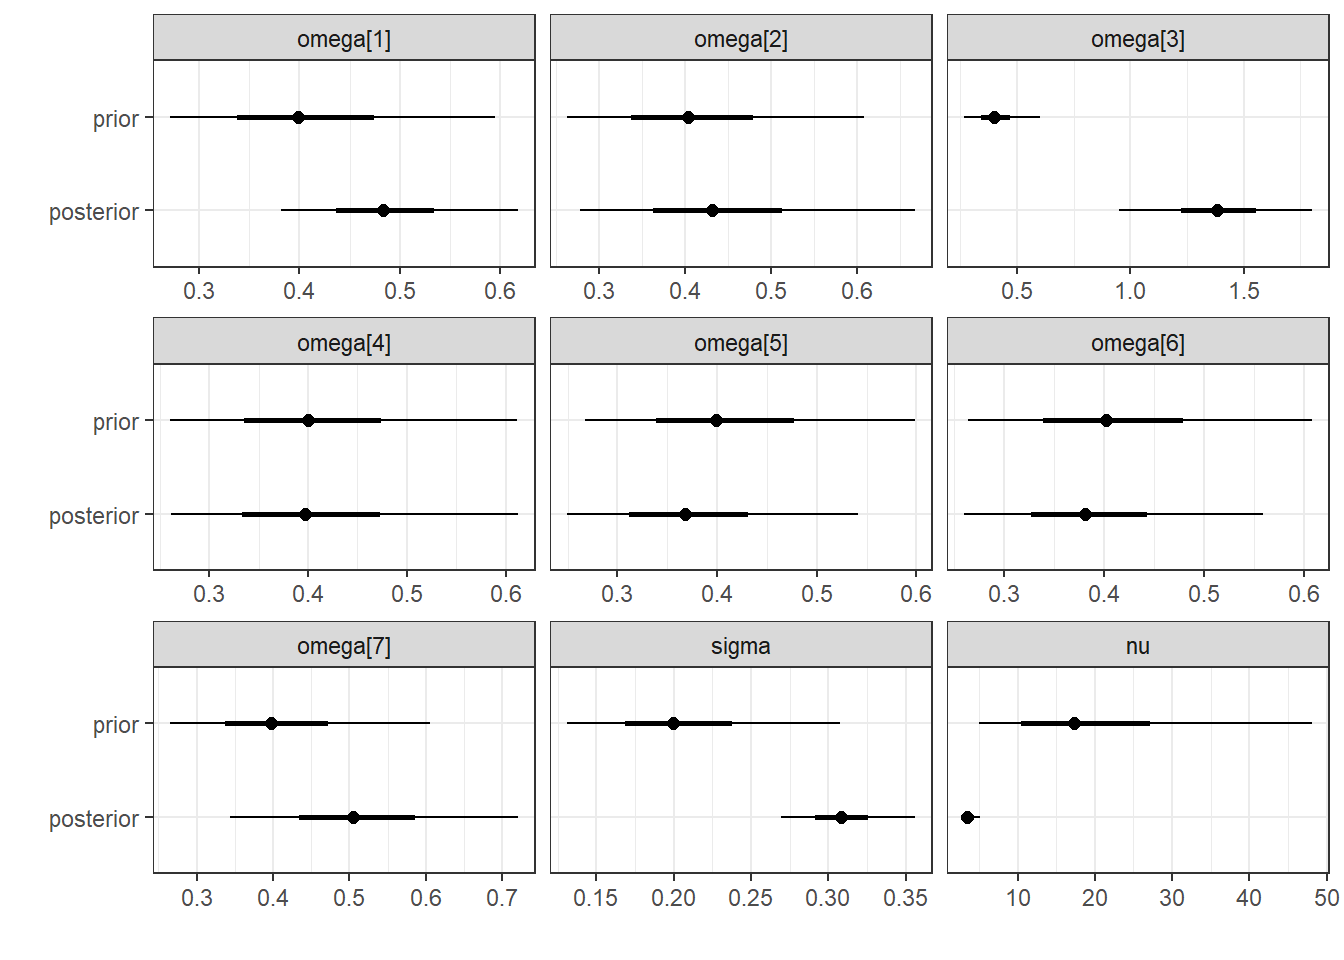 omega[1] omega[2] omega[3]
prior
posterior
0.3 0.4 0.5 0.6 0.3 0.4 0.5 0.6 0.5 1.0 1.5
omega[4] omega[5] omega[6]
prior
posterior
0.3 0.4 0.5 0.6 0.3 0.4 0.5 0.6 0.3 0.4 0.5 0.6
omega[7] sigma nu
prior
posterior
0.3 0.4 0.5 0.6 0.7 0.15 0.20 0.25 0.30 0.35 10 20 30 40 50